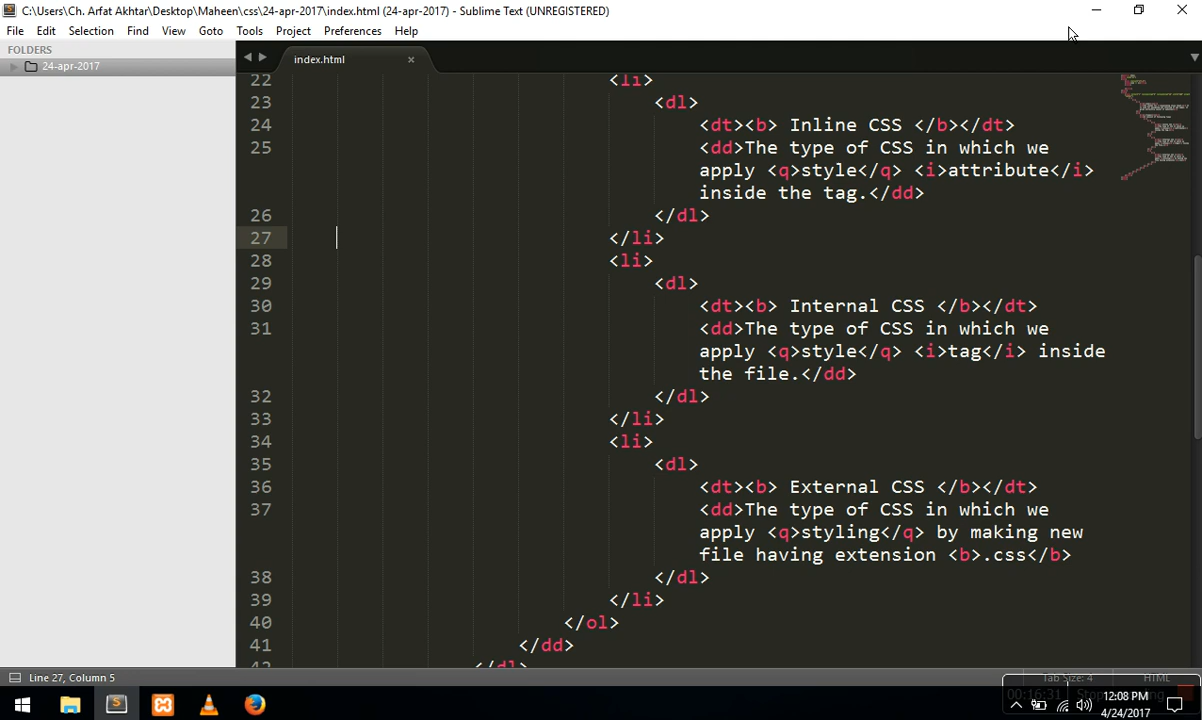 C:\Users\Ch. Arfat Akhtar\Desktop\Maheen\css\24-apr-2017\index.html (24-apr-2017) - Sublime Text (UNREGISTERED)
File Edit Selection Find View Goto Tools Project Preferences Help
FOLDERS
24-apr-2017
index.html
22 <li>
23 <dl>
24 <dt><b> Inline CSS </b></dt>
25 <dd>The type of CSS in which we
apply <q>style</q> <i>attribute</i>
inside the tag.</dd>
26 </dl>
27 </li>
28 <li>
29 <dl>
30 <dt><b> Internal CSS </b></dt>
31 <dd>The type of CSS in which we
apply <q>style</q> <i>tag</i> inside
the file.</dd>
32 </dl>
33 </li>
34 <li>
35 <dl>
36 <dt><b> External CSS </b></dt>
37 <dd>The type of CSS in which we
apply <q>styling</q> by making new
file having extension <b>.css</b>
38 </dl>
39 </li>
40 </ol>
41 </dd>
42 </dl>
Line 27, Column 5
Tab Size: 4 HTML
00:16:31
12:08 PM
4/24/2017